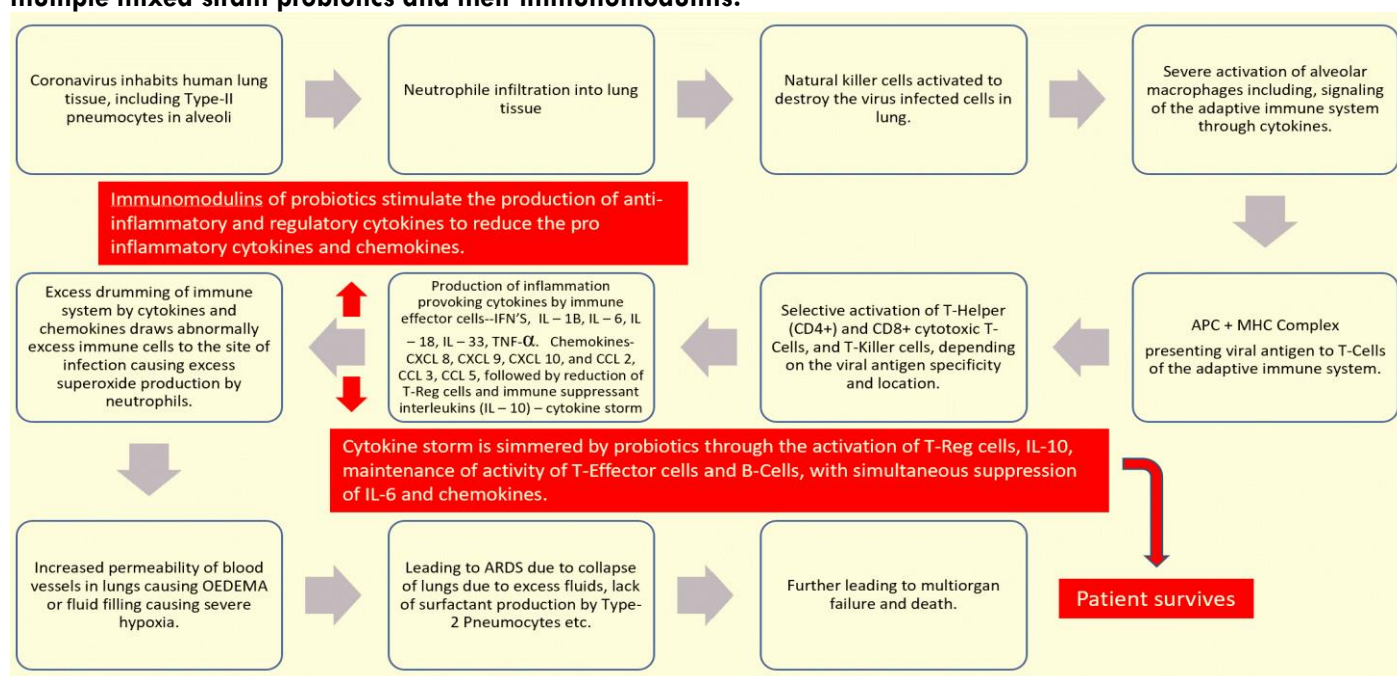 multiple mixed strain probiotics and their immunomodulins.
Coronavirus inhabits human lung
tissue, including Type-II
pneumocytes in alveoli
Neutrophile infiltration into lung
tissue
Natural killer cells activated to
destroy the virus infected cells in
lung.
Severe activation of alveolar
macrophages including, signaling
of the adaptive immune system
through cytokines.
Immunomodulins of probiotics stimulate the production of anti-
inflammatory and regulatory cytokines to reduce the pro
inflammatory cytokines and chemokines.
APC + MHC Complex
presenting viral antigen to T-Cells
of the adaptive immune system.
Selective activation of T-Helper
(CD4+) and CD8+ cytotoxic T-
Cells, and T-Killer cells, depending
on the viral antigen specificity
and location.
Production of inflammation
provoking cytokines by immune
effector cells--IFN’S, IL – 1B, IL – 6, IL
– 18, IL – 33, TNF-α. Chemokines-
CXCL 8, CXCL 9, CXCL 10, and CCL 2,
CCL 3, CCL 5, followed by reduction of
T-Reg cells and immune suppressant
interleukins (IL – 10) – cytokine storm
Excess drumming of immune
system by cytokines and
chemokines draws abnormally
excess immune cells to the site of
infection causing excess
superoxide production by
neutrophils.
Cytokine storm is simmered by probiotics through the activation of T-Reg cells, IL-10,
maintenance of activity of T-Effector cells and B-Cells, with simultaneous suppression
of IL-6 and chemokines.
Increased permeability of blood
vessels in lungs causing OEDEMA
or fluid filling causing severe
hypoxia.
Leading to ARDS due to collapse
of lungs due to excess fluids, lack
of surfactant production by Type-
2 Pneumocytes etc.
Further leading to multiorgan
failure and death.
Patient survives